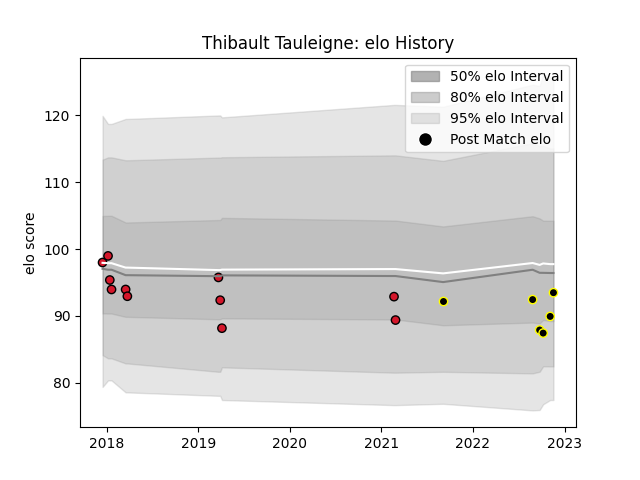 Thibault Tauleigne: elo History
50% elo Interval
80% elo Interval
95% elo Interval
Post Match elo
elo score
120
110
100
90
80
2018
2019
2020
2021
2022
2023